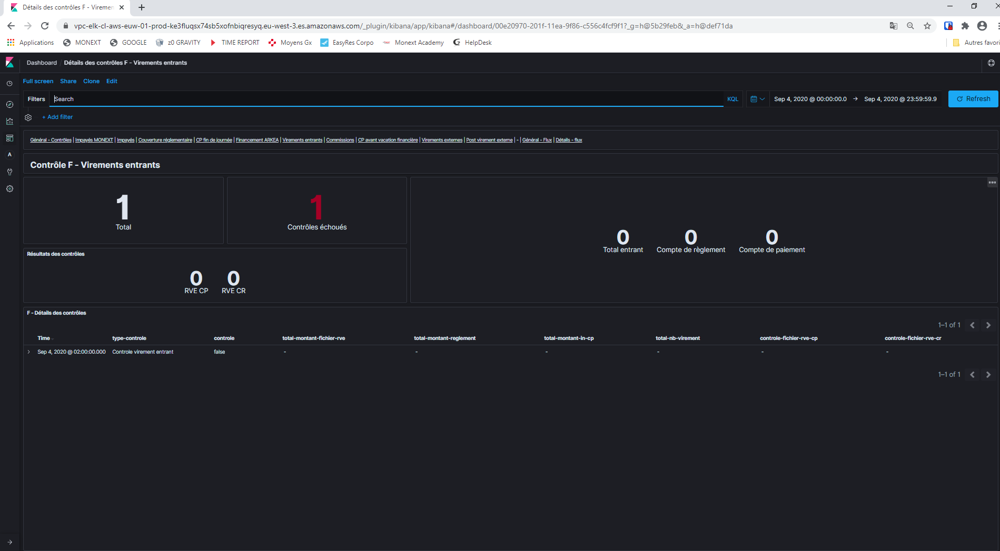 Détails des contrôles F - Viremen
vpc-elk-cl-aws-euw-01-prod-ke3fluqsx74sb5xofnbiqresyq.eu-west-3.es.amazonaws.com/_plugin/kibana/app/kibana#/dashboard/00e20970-201f-11ea-9f86-c556c4fcf9f1?_g=h@5b29feb&_a=h@def71da
Applications MONEXT GOOGLE z0 GRAVITY TIME REPORT Moyens Gx EasyRes Corpo Monext Academy HelpDesk Autres favori
Dashboard / Détails des contrôles F - Virements entrants
Full screen Share Clone Edit
Filters Search KQL Sep 4, 2020 @ 00:00:00.0 → Sep 4, 2020 @ 23:59:59.9 Refresh
+ Add filter
Général - Contrôles | Impayés MONEXT | Impayés | Couverture réglementaire | CP fin de journée | Financement ARKEA | Virements entrants | Commissions | CP avant vacation financière | Virements externes | Post virement externe | - | Général - Flux | Détails - flux
A
Contrôle F - Virements entrants
1
Total
1
Contrôles échoués
0 0 0
Total entrant Compte de règlement Compte de paiement
Résultats des contrôles
0 0
RVE CP RVE CR
F - Détails des contrôles
1–1 of 1
Time type-controle controle total-montant-fichier-rve total-montant-reglement total-montant-in-cp total-nb-virement controle-fichier-rve-cp controle-fichier-rve-cr
Sep 4, 2020 @ 02:00:00.000 Controle virement entrant false - - - - - -
1–1 of 1